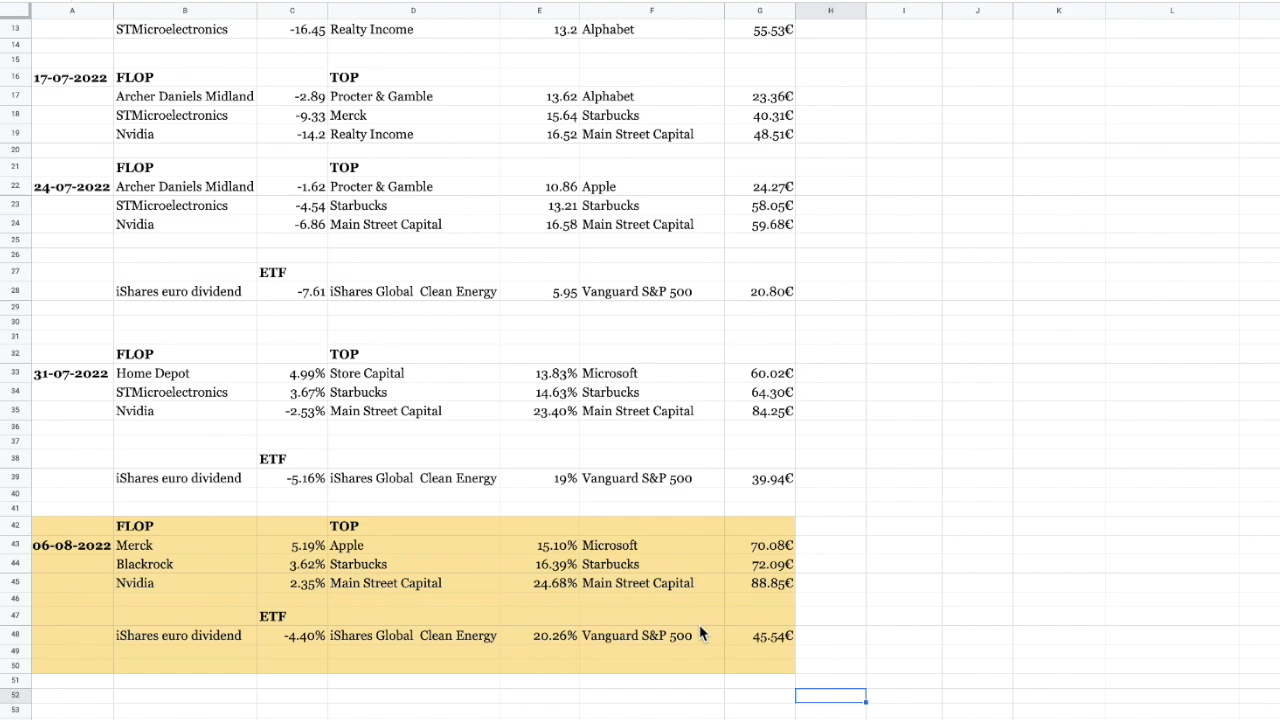 A B C D E F G H I J K L
13 STMicroelectronics -16.45 Realty Income 13.2 Alphabet 55.53€
14
15
16 17-07-2022 FLOP TOP
17 Archer Daniels Midland -2.89 Procter & Gamble 13.62 Alphabet 23.36€
18 STMicroelectronics -9.33 Merck 15.64 Starbucks 40.31€
19 Nvidia -14.2 Realty Income 16.52 Main Street Capital 48.51€
20
21 FLOP TOP
22 24-07-2022 Archer Daniels Midland -1.62 Procter & Gamble 10.86 Apple 24.27€
23 STMicroelectronics -4.54 Starbucks 13.21 Starbucks 58.05€
24 Nvidia -6.86 Main Street Capital 16.58 Main Street Capital 59.68€
25
26
27 ETF
28 iShares euro dividend -7.61 iShares Global Clean Energy 5.95 Vanguard S&P 500 20.80€
29
30
31
32 FLOP TOP
33 31-07-2022 Home Depot 4.99% Store Capital 13.83% Microsoft 60.02€
34 STMicroelectronics 3.67% Starbucks 14.63% Starbucks 64.30€
35 Nvidia -2.53% Main Street Capital 23.40% Main Street Capital 84.25€
36
37
38 ETF
39 iShares euro dividend -5.16% iShares Global Clean Energy 19% Vanguard S&P 500 39.94€
40
41
42 FLOP TOP
43 06-08-2022 Merck 5.19% Apple 15.10% Microsoft 70.08€
44 Blackrock 3.62% Starbucks 16.39% Starbucks 72.09€
45 Nvidia 2.35% Main Street Capital 24.68% Main Street Capital 88.85€
46
47 ETF
48 iShares euro dividend -4.40% iShares Global Clean Energy 20.26% Vanguard S&P 500 45.54€
49
50
51
52
53